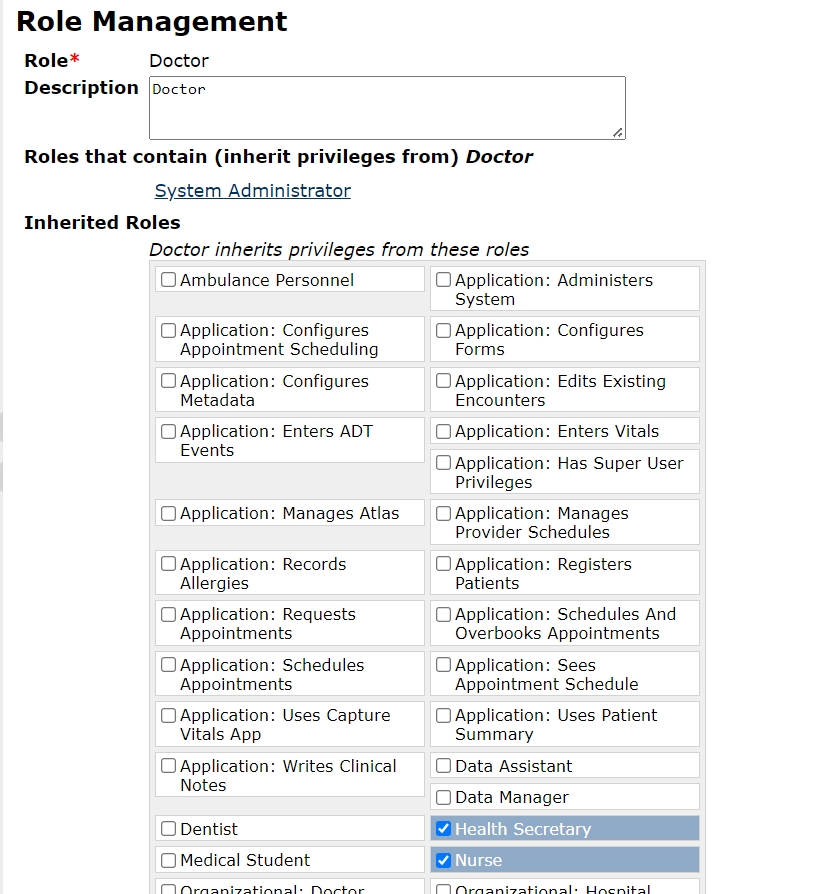 Role Management
Role* Doctor
Description Doctor
Roles that contain (inherit privileges from) Doctor
System Administrator
Inherited Roles
Doctor inherits privileges from these roles
Ambulance Personnel
Application: Administers
System
Application: Configures
Appointment Scheduling
Application: Configures
Forms
Application: Configures
Metadata
Application: Edits Existing
Encounters
Application: Enters ADT
Events
Application: Enters Vitals
Application: Has Super User
Privileges
Application: Manages Atlas
Application: Manages
Provider Schedules
Application: Records
Allergies
Application: Registers
Patients
Application: Requests
Appointments
Application: Schedules And
Overbooks Appointments
Application: Schedules
Appointments
Application: Sees
Appointment Schedule
Application: Uses Capture
Vitals App
Application: Uses Patient
Summary
Application: Writes Clinical
Notes
Data Assistant
Data Manager
Dentist
Health Secretary
Medical Student
Nurse
Organizational: Doctor
Organizational: Hospital